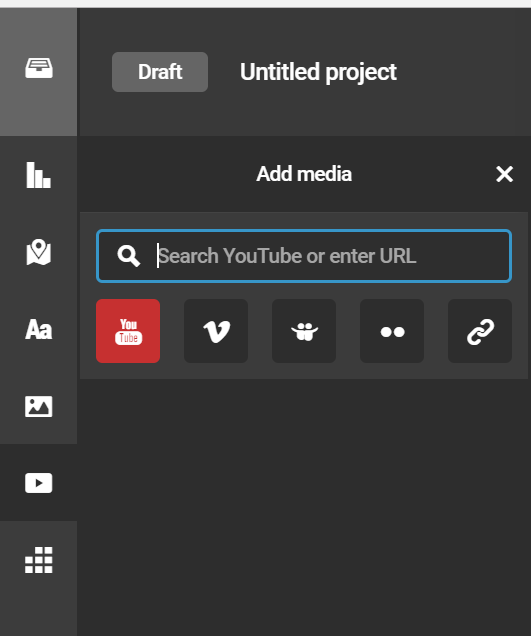 Draft
Untitled project
Add media
Search YouTube or enter URL
You
Tube
Aa